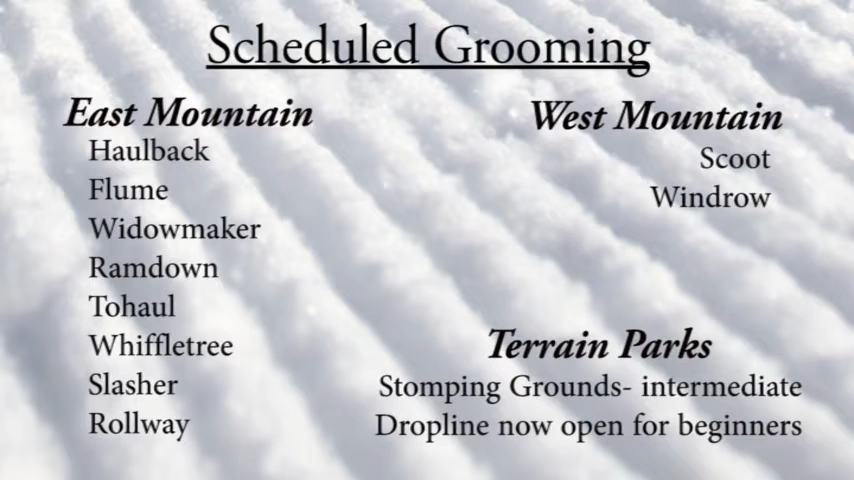 Scheduled Grooming
East Mountain
Haulback
Flume
Widowmaker
Ramdown
Tohaul
Whiffletree
Slasher
Rollway
West Mountain
Scoot
Windrow
Terrain Parks
Stomping Grounds- intermediate
Dropline now open for beginners